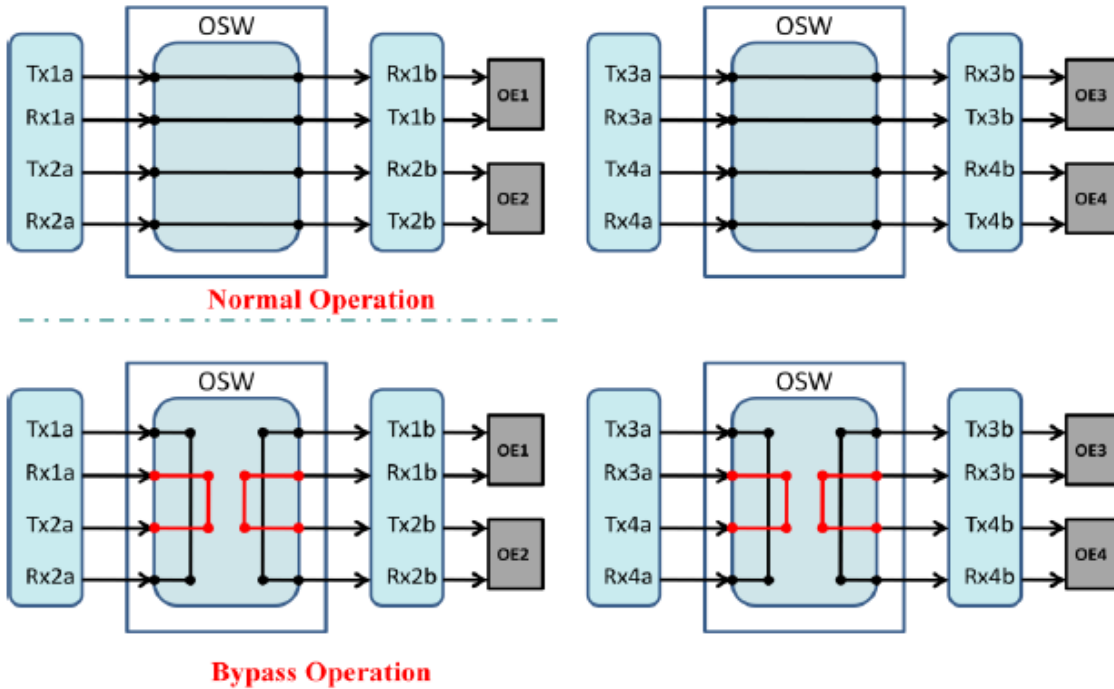 OSW
Tx1a
Rx1a
Tx2a
Rx2a
Rx1b
Tx1b
Rx2b
Tx2b
OE1
OE2
OSW
Tx3a
Rx3a
Tx4a
Rx4a
Rx3b
Tx3b
Rx4b
Tx4b
OE3
OE4
Normal Operation
OSW
Tx1a
Rx1a
Tx2a
Rx2a
Tx1b
Rx1b
Tx2b
Rx2b
OE1
OE2
OSW
Tx3a
Rx3a
Tx4a
Rx4a
Tx3b
Rx3b
Tx4b
Rx4b
OE3
OE4
Bypass Operation